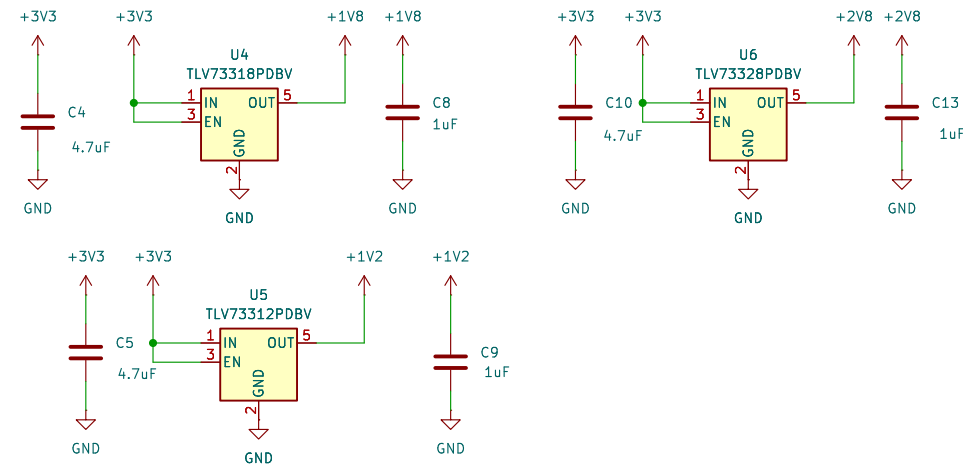 +3V3 +3V3 +1V8 +1V8
U4
TLV73318PDBV
1 IN OUT 5
3 EN
GND
2
C4
4.7uF
C8
1uF
GND GND GND
+3V3 +3V3 +2V8 +2V8
U6
TLV73328PDBV
1 IN OUT 5
3 EN
GND
2
C10
4.7uF
C13
1uF
GND GND GND
+3V3 +3V3 +1V2 +1V2
U5
TLV73312PDBV
1 IN OUT 5
3 EN
GND
2
C5
4.7uF
C9
1uF
GND GND GND